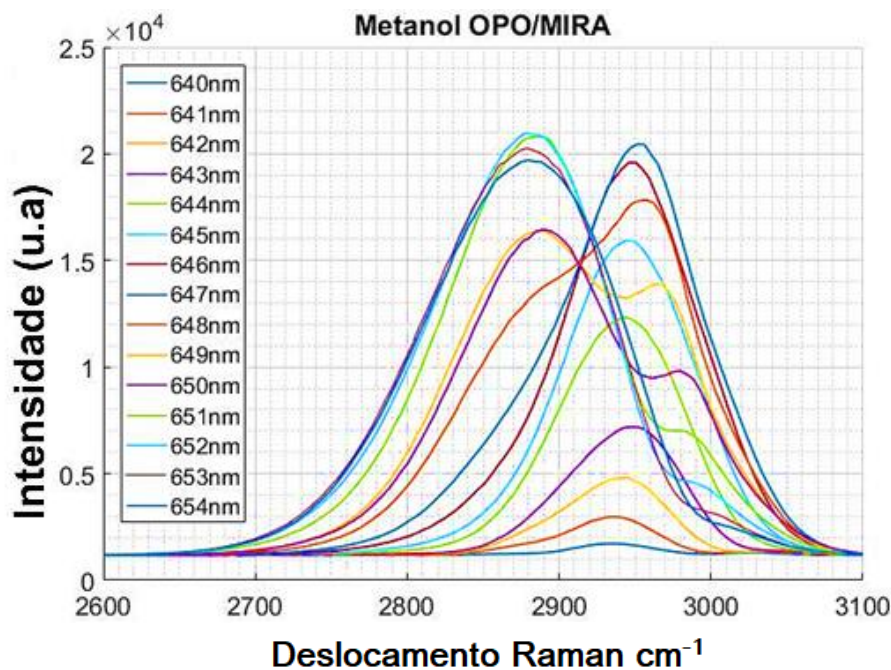 Metanol OPO/MIRA
×10⁴
2.5
2
1.5
1
0.5
0
Intensidade (u.a)
640nm
641nm
642nm
643nm
644nm
645nm
646nm
647nm
648nm
649nm
650nm
651nm
652nm
653nm
654nm
2600 2700 2800 2900 3000 3100
Deslocamento Raman cm⁻¹